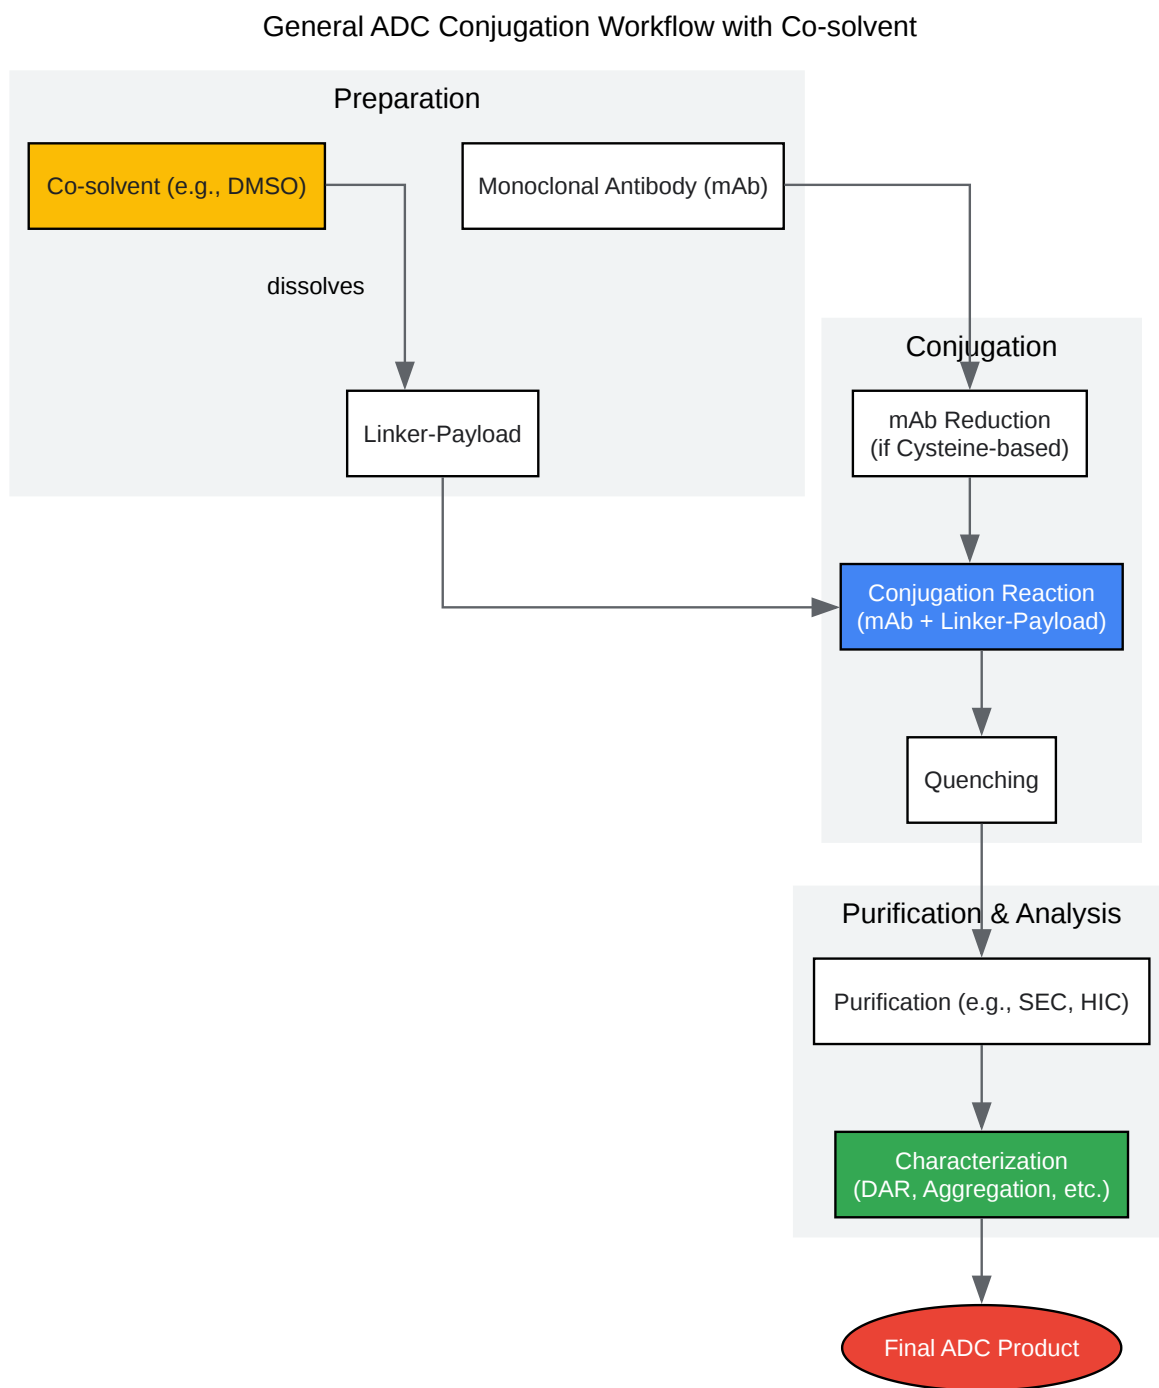 General ADC Conjugation Workflow with Co-solvent
Preparation
Co-solvent (e.g., DMSO)
Monoclonal Antibody (mAb)
dissolves
Linker-Payload
Conjugation
mAb Reduction
(if Cysteine-based)
Conjugation Reaction
(mAb + Linker-Payload)
Quenching
Purification & Analysis
Purification (e.g., SEC, HIC)
Characterization
(DAR, Aggregation, etc.)
Final ADC Product